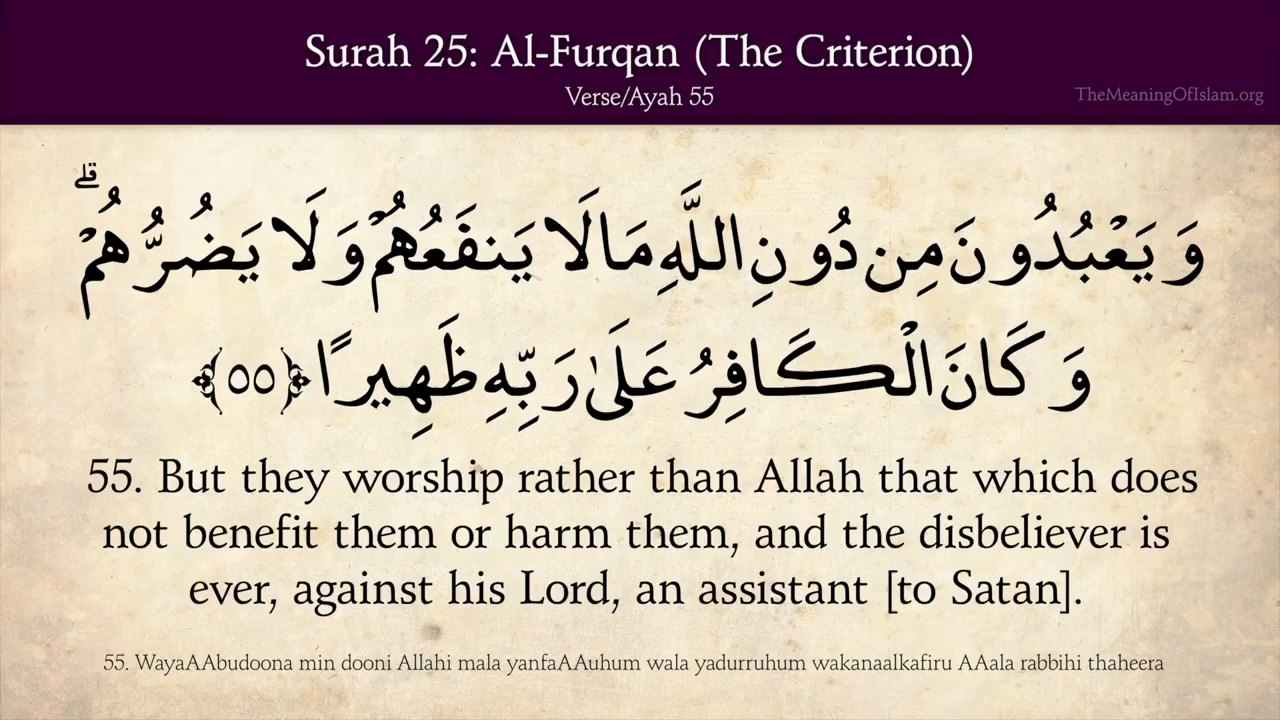 Surah 25: Al-Furqan (The Criterion)
Verse/Ayah 55
TheMeaningOfIslam.org
وَيَعْبُدُونَ مِن دُونِ اللَّهِ مَا لَا يَنفَعُهُمْ وَلَا يَضُرُّهُمْ ۗ
وَكَانَ الْكَافِرُ عَلَىٰ رَبِّهِ ظَهِيرًا ﴿٥٥﴾
55. But they worship rather than Allah that which does
not benefit them or harm them, and the disbeliever is
ever, against his Lord, an assistant [to Satan].
55. WayaAAbudoona min dooni Allahi mala yanfaAAuhum wala yadurruhum wakanaalkafiru AAala rabbihi thaheera